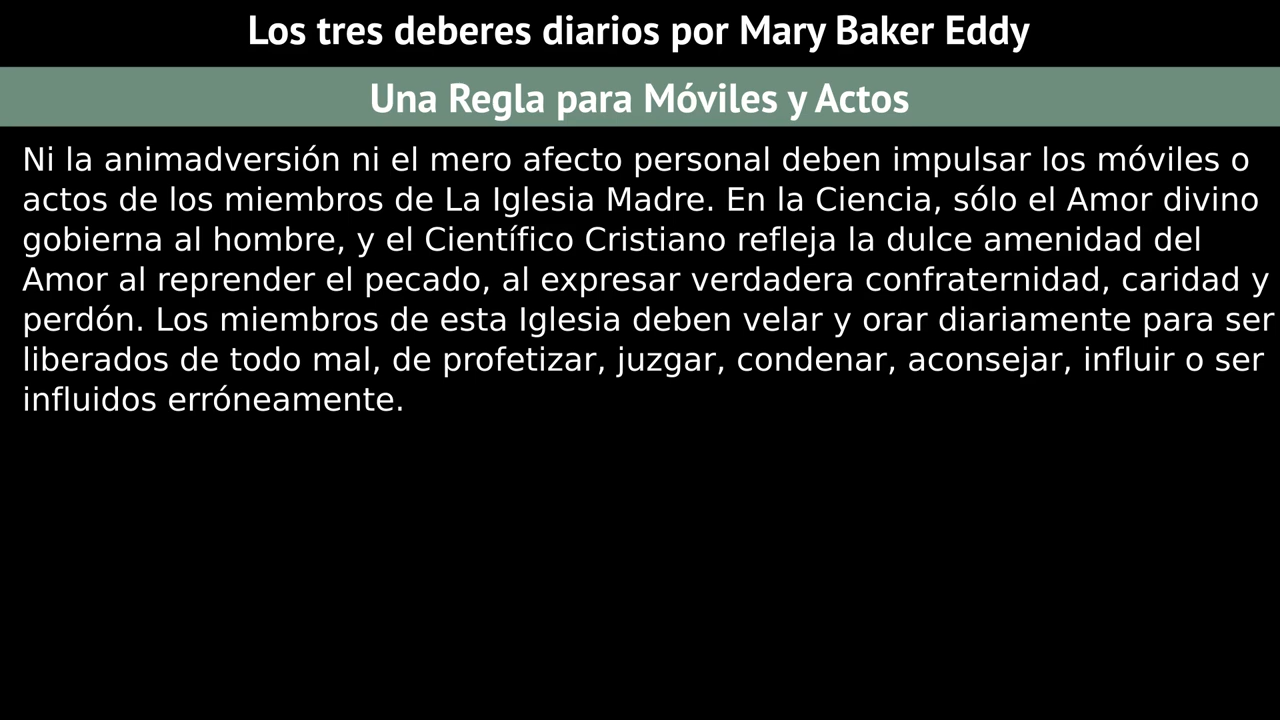 Los tres deberes diarios por Mary Baker Eddy
Una Regla para Móviles y Actos
Ni la animadversión ni el mero afecto personal deben impulsar los móviles o
actos de los miembros de La Iglesia Madre. En la Ciencia, sólo el Amor divino
gobierna al hombre, y el Científico Cristiano refleja la dulce amenidad del
Amor al reprender el pecado, al expresar verdadera confraternidad, caridad y
perdón. Los miembros de esta Iglesia deben velar y orar diariamente para ser
liberados de todo mal, de profetizar, juzgar, condenar, aconsejar, influir o ser
influidos erróneamente.